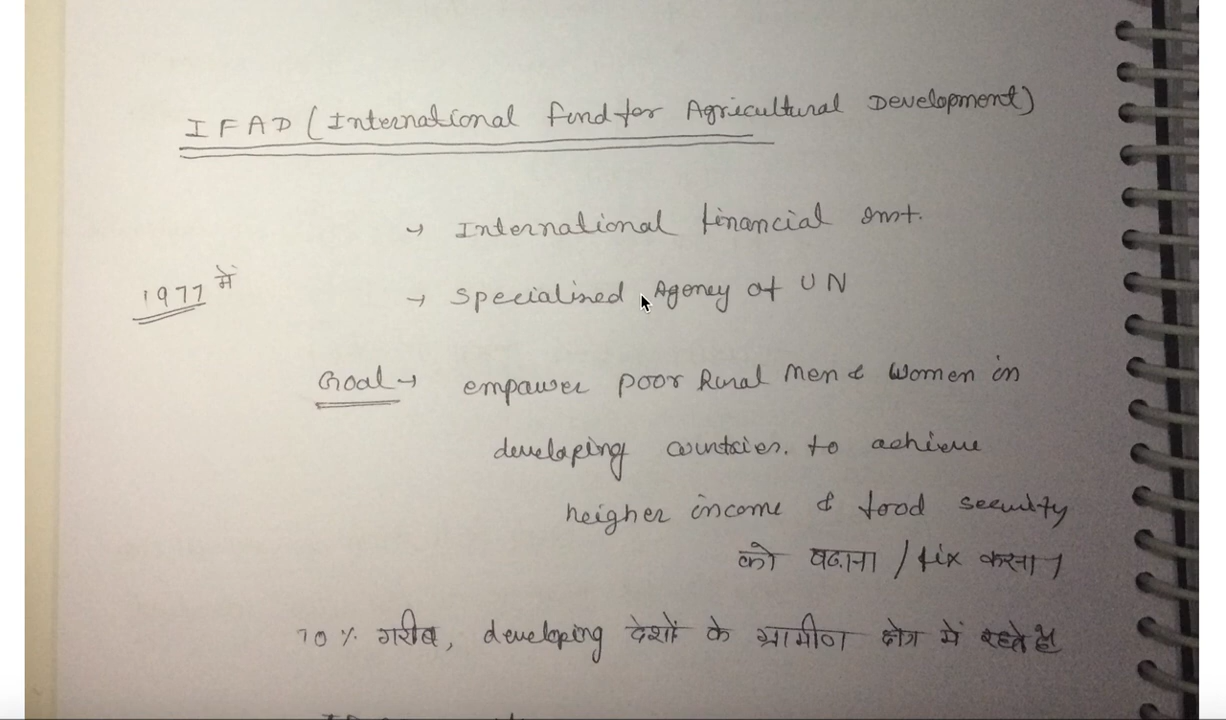 IFAD (International fund for Agricultural Development)
→ International financial inst.
1977 में
→ Specialised Agency of UN
Goal → empower poor Rural Men & Women in
developing countries. to achieve
heigher income & food security
को बढ़ाना / fix करना।
70% गरीब, developing देशों के ग्रामीण क्षेत्र में रहते है